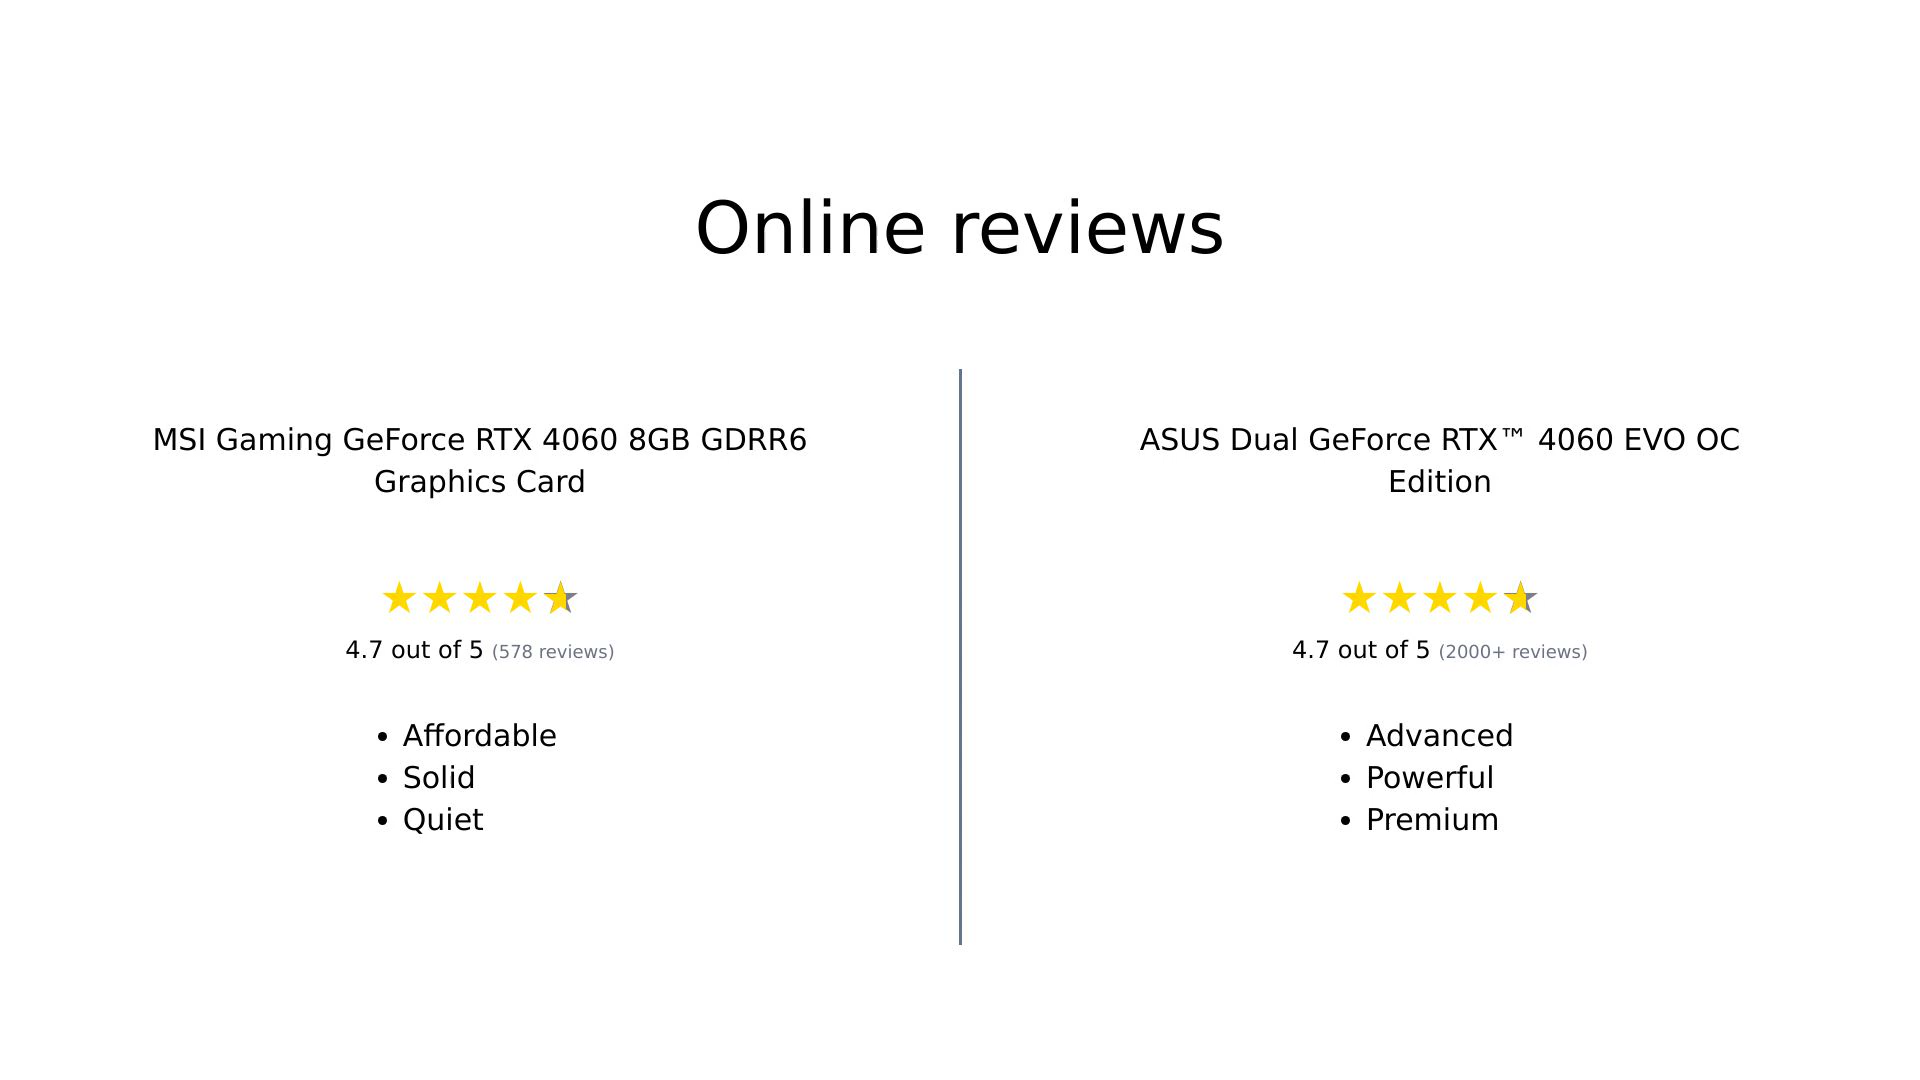 Online reviews
MSI Gaming GeForce RTX 4060 8GB GDRR6
Graphics Card
4.7 out of 5 (578 reviews)
• Affordable
• Solid
• Quiet
ASUS Dual GeForce RTX™ 4060 EVO OC
Edition
4.7 out of 5 (2000+ reviews)
• Advanced
• Powerful
• Premium